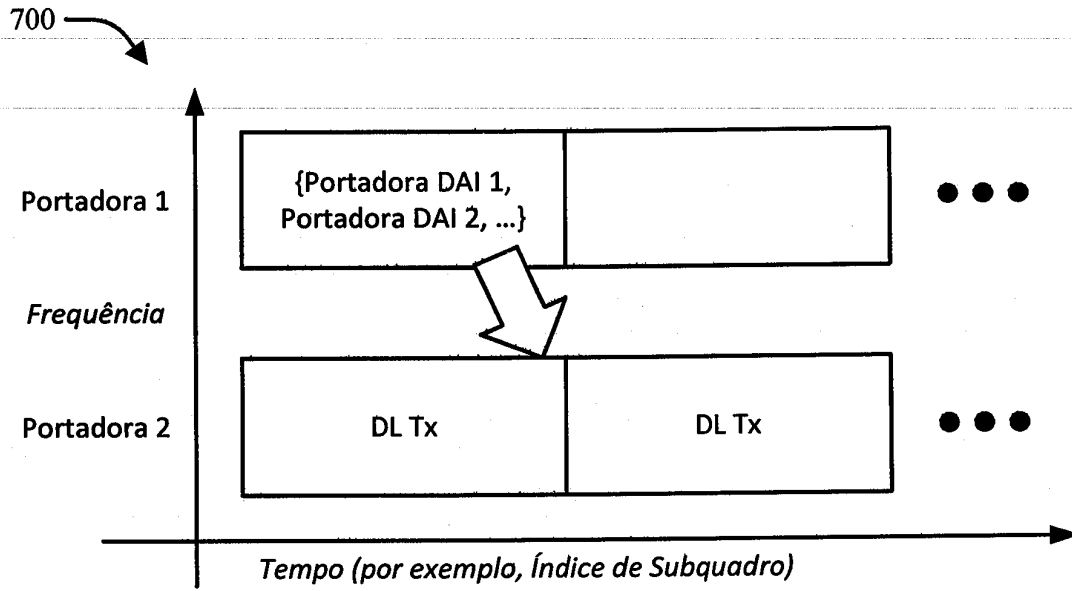 700
Portadora 1
{Portadora DAI 1,
Portadora DAI 2, ...}
Frequência
Portadora 2
DL Tx
DL Tx
Tempo (por exemplo, Índice de Subquadro)